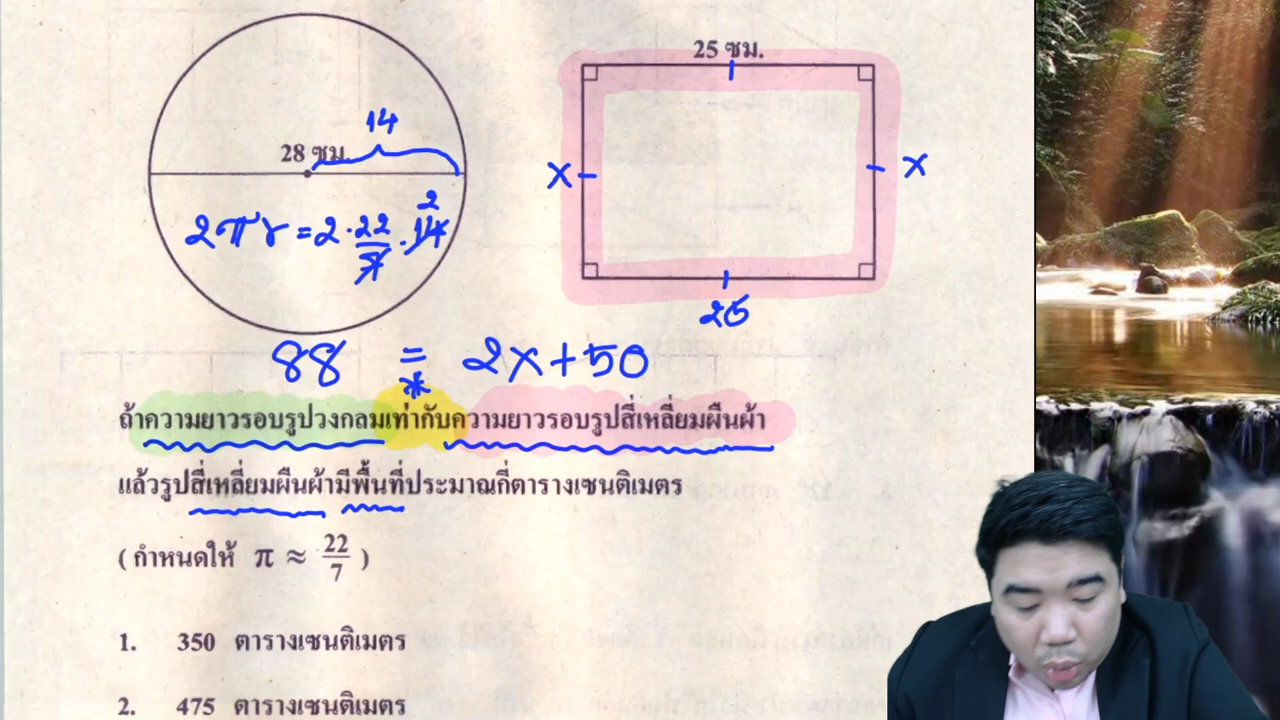 25 ซม.
14
28 ซม.
x
x
2πr = 2 · 22/7 · 14 2
25
88 = 2x+50
*
ถ้าความยาวรอบรูปวงกลมเท่ากับความยาวรอบรูปสี่เหลี่ยมผืนผ้า
แล้วรูปสี่เหลี่ยมผืนผ้ามีพื้นที่ประมาณกี่ตารางเซนติเมตร
( กำหนดให้ π ≈ 22/7 )
1. 350 ตารางเซนติเมตร
2. 475 ตารางเซนติเมตร